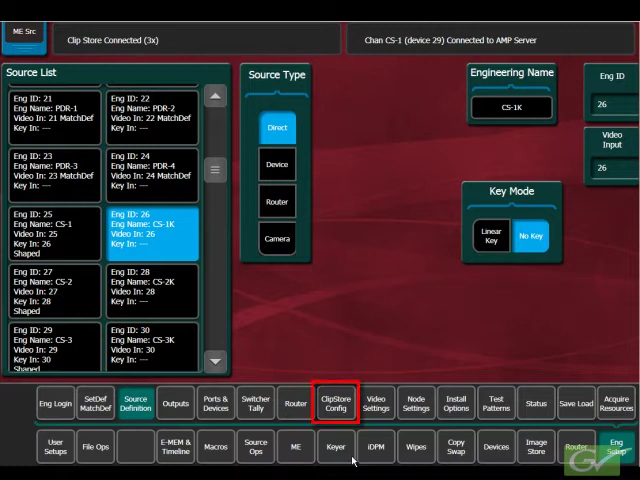 ME Src
Clip Store Connected (3x)
Chan CS-1 (device 29) Connected to AMP Server
Source List
Eng ID: 21
Eng Name: PDR-1
Video In: 21 MatchDef
Key In: ---
Eng ID: 22
Eng Name: PDR-2
Video In: 22 MatchDef
Key In: ---
Eng ID: 23
Eng Name: PDR-3
Video In: 23 MatchDef
Key In: ---
Eng ID: 24
Eng Name: PDR-4
Video In: 24 MatchDef
Key In: ---
Eng ID: 25
Eng Name: CS-1
Video In: 25
Key In: 26
Shaped
Eng ID: 26
Eng Name: CS-1K
Video In: 26
Key In: ---
Eng ID: 27
Eng Name: CS-2
Video In: 27
Key In: 28
Shaped
Eng ID: 28
Eng Name: CS-2K
Video In: 28
Key In: ---
Eng ID: 29
Eng Name: CS-3
Video In: 29
Key In: 30
Shaped
Eng ID: 30
Eng Name: CS-3K
Video In: 30
Key In: ---
Source Type
Direct
Device
Router
Camera
Engineering Name
CS-1K
Key Mode
Linear
Key
No Key
Eng ID
26
Video
Input
26
Eng Login
SetDef
MatchDef
Source
Definition
Outputs
Ports &
Devices
Switcher
Tally
Router
ClipStore
Config
Video
Settings
Node
Settings
Install
Options
Test
Patterns
Status
Save Load
Acquire
Resources
User
Setups
File Ops
E-MEM &
Timeline
Macros
Source
Ops
ME
Keyer
iDPM
Wipes
Copy
Swap
Devices
Image
Store
Router
Eng
Setup